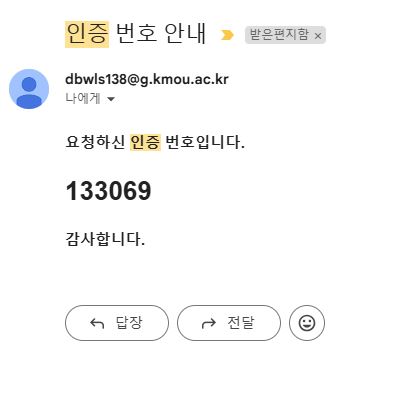 인증 번호 안내 받은편지함 ×
dbwls138@g.kmou.ac.kr
나에게
요청하신 인증 번호입니다.
133069
감사합니다.
답장 전달